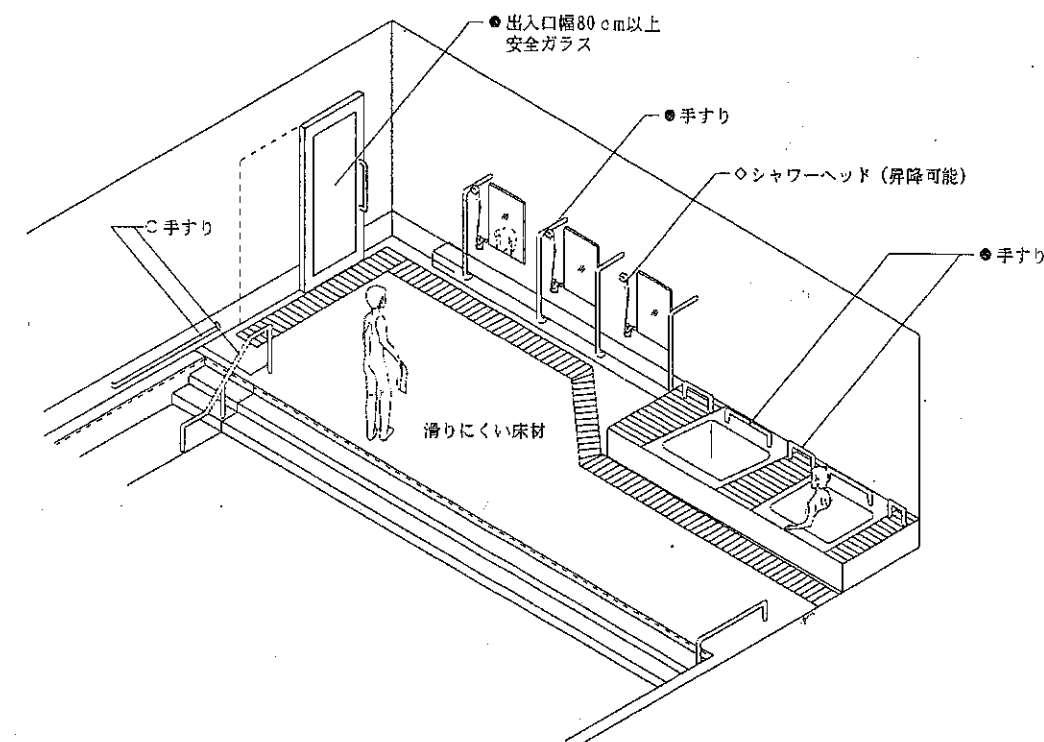 ●出入口幅80cm以上
安全ガラス
●手すり
◇シャワーヘッド（昇降可能）
○手すり
●手すり
滑りにくい床材